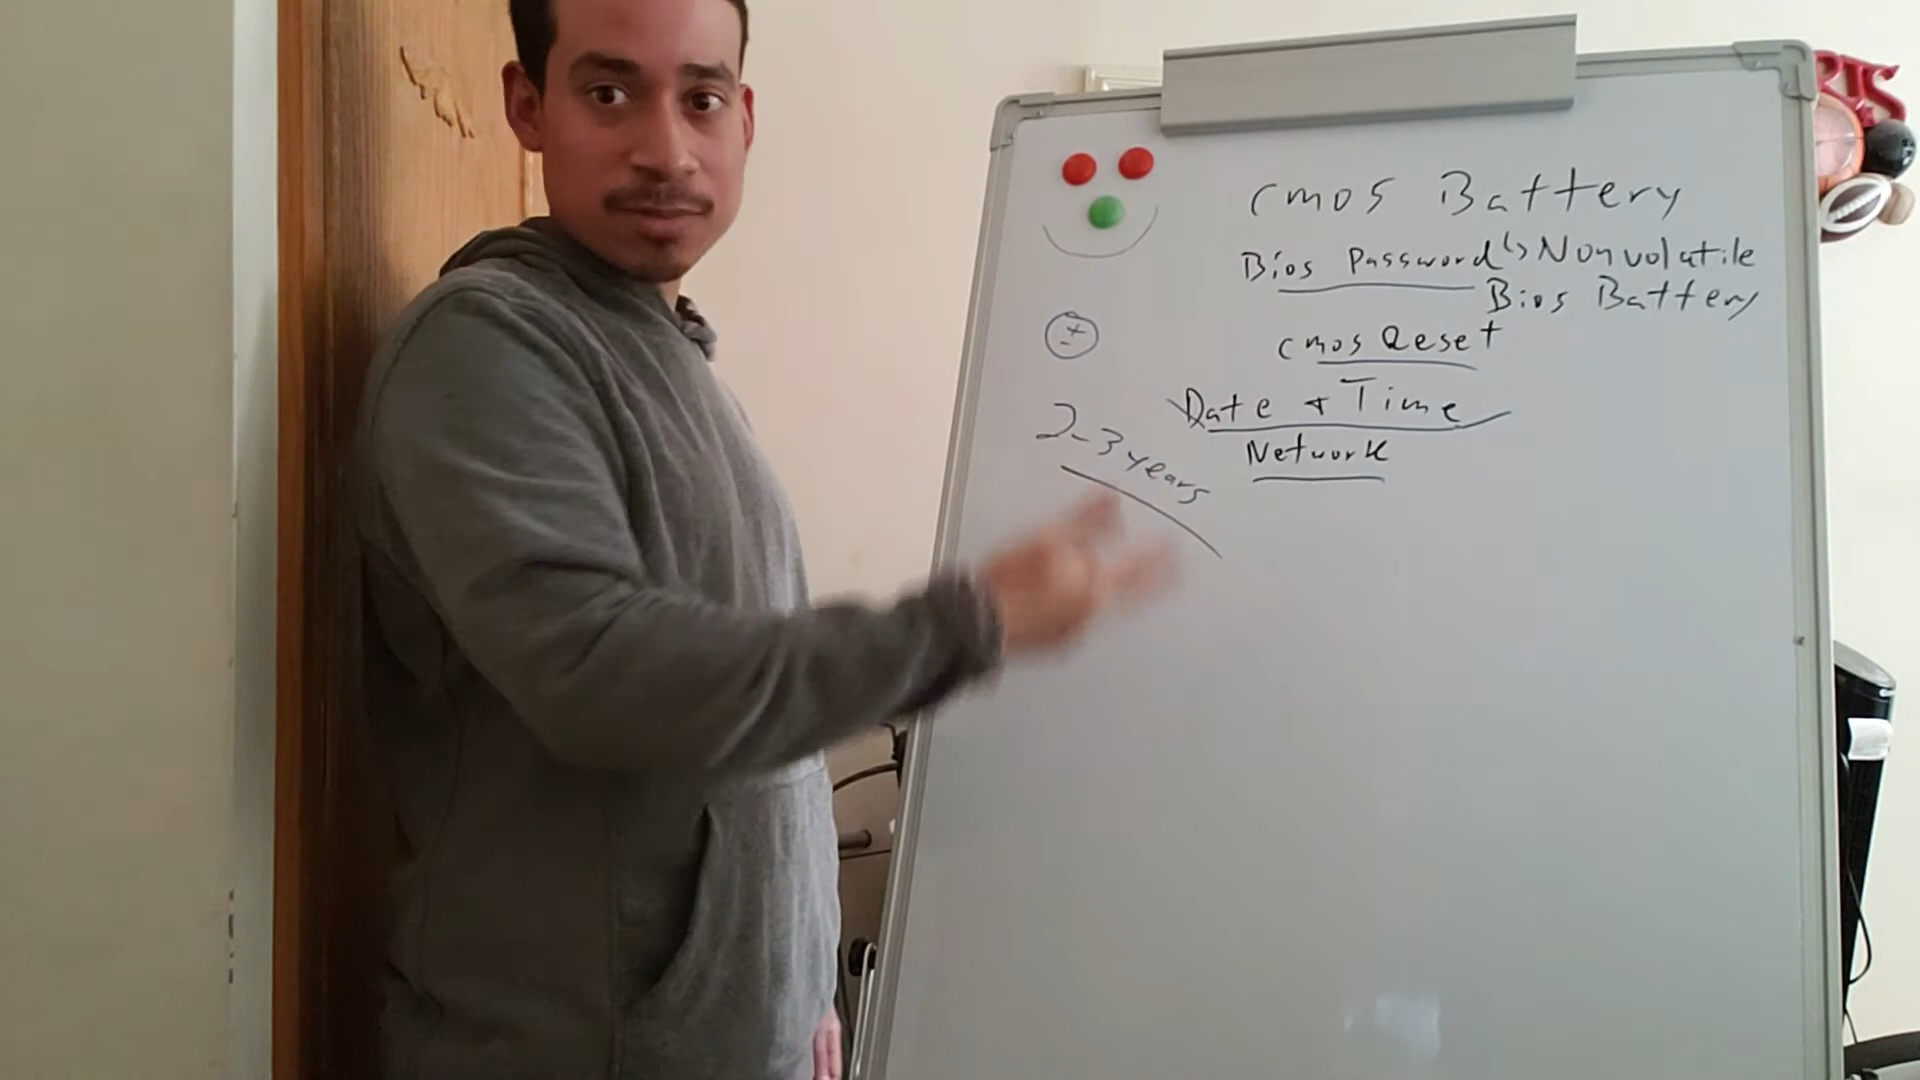 CMOS Battery
Bios Password ↳ Nonvolatile
Bios Battery
CMOS Reset
Date + Time
Network
+
-
2-3 years